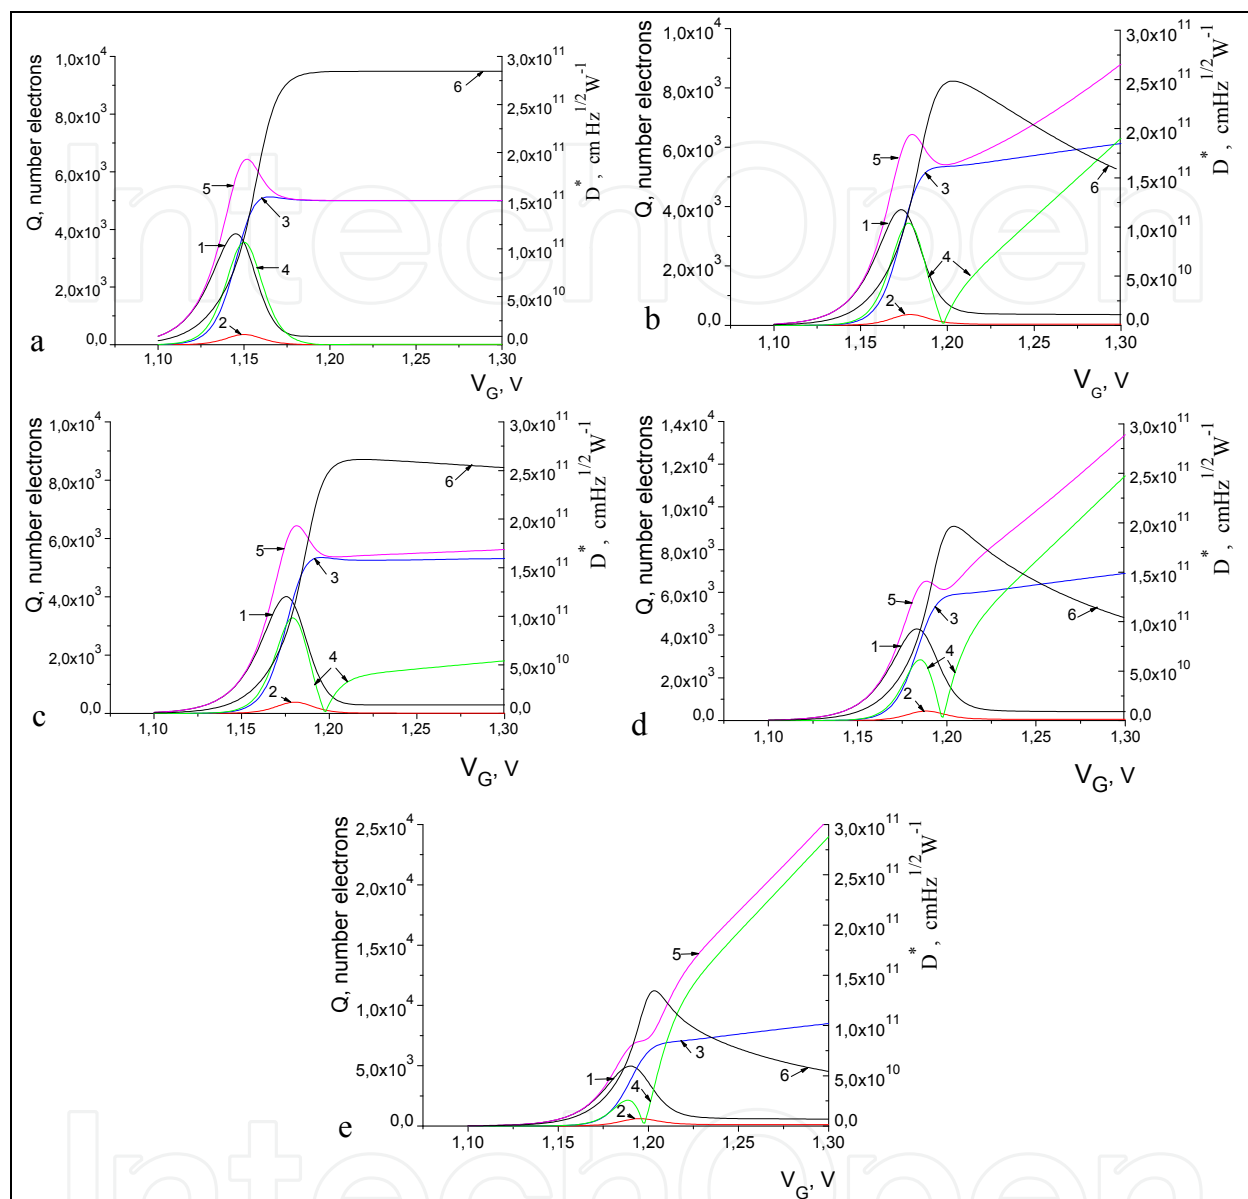 Q, number electrons
1,0x10^4
8,0x10^3
6,0x10^3
4,0x10^3
2,0x10^3
0,0
3,0x10^11
2,5x10^11
2,0x10^11
1,5x10^11
1,0x10^11
5,0x10^10
0,0
D*, cm Hz^1/2 W^-1
1 2 3 4 5 6
a
1,10 1,15 1,20 1,25 1,30
V_G, V
Q, number electrons
1,0x10^4
8,0x10^3
6,0x10^3
4,0x10^3
2,0x10^3
0,0
3,0x10^11
2,5x10^11
2,0x10^11
1,5x10^11
1,0x10^11
5,0x10^10
0,0
D*, cmHz^1/2 W^-1
1 2 3 4 5 6
b
1,10 1,15 1,20 1,25 1,30
V_G, V
Q, number electrons
1,0x10^4
8,0x10^3
6,0x10^3
4,0x10^3
2,0x10^3
0,0
3,0x10^11
2,5x10^11
2,0x10^11
1,5x10^11
1,0x10^11
5,0x10^10
0,0
D*, cmHz^1/2 W^-1
1 2 3 4 5 6
c
1,10 1,15 1,20 1,25 1,30
V_G, V
Q, number electrons
1,4x10^4
1,2x10^4
1,0x10^4
8,0x10^3
6,0x10^3
4,0x10^3
2,0x10^3
0,0
3,0x10^11
2,5x10^11
2,0x10^11
1,5x10^11
1,0x10^11
5,0x10^10
0,0
D*, cmHz^1/2 W^-1
1 2 3 4 5 6
d
1,10 1,15 1,20 1,25 1,30
V_G, V
Q, number electrons
2,5x10^4
2,0x10^4
1,5x10^4
1,0x10^4
5,0x10^3
0,0
3,0x10^11
2,5x10^11
2,0x10^11
1,5x10^11
1,0x10^11
5,0x10^10
0,0
D*, cmHz^1/2 W^-1
1 2 3 4 5 6
e
1,10 1,15 1,20 1,25 1,30
V_G, V
IntechOpen
IntechOpen